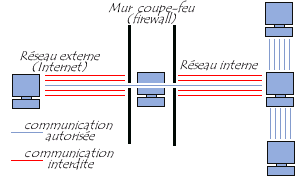 Mur coupe-feu
(firewall)
Réseau externe
(Internet)
Réseau interne
communication
autorisée
communication
interdite